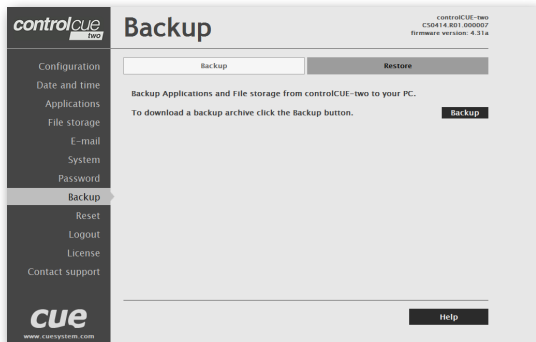 controlcue
two
Backup
controlCUE-two
CS0414.R01.000007
firmware version: 4.31a
Configuration
Date and time
Applications
File storage
E-mail
System
Password
Backup
Reset
Logout
License
Contact support
Backup
Restore
Backup Applications and File storage from controlCUE-two to your PC.
To download a backup archive click the Backup button.
Backup
Help
cue
www.cuesystem.com